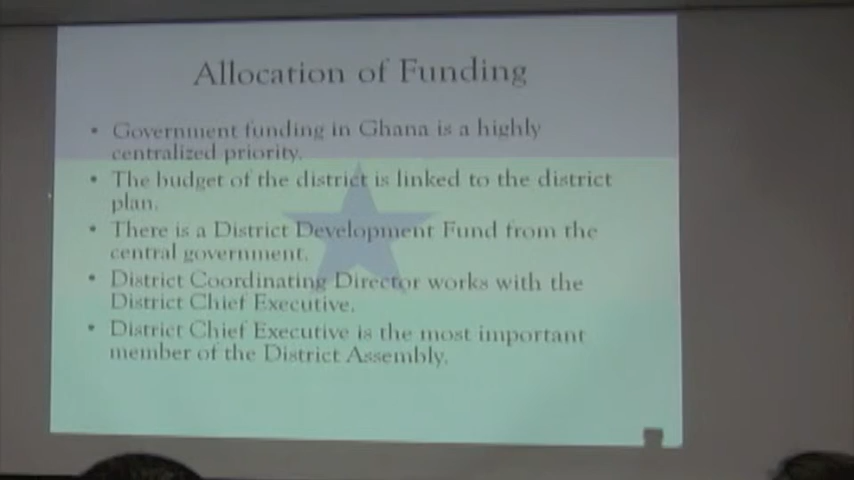 Allocation of Funding
• Government funding in Ghana is a highly
centralized priority.
• The budget of the district is linked to the district
plan.
• There is a District Development Fund from the
central government.
• District Coordinating Director works with the
District Chief Executive.
• District Chief Executive is the most important
member of the District Assembly.